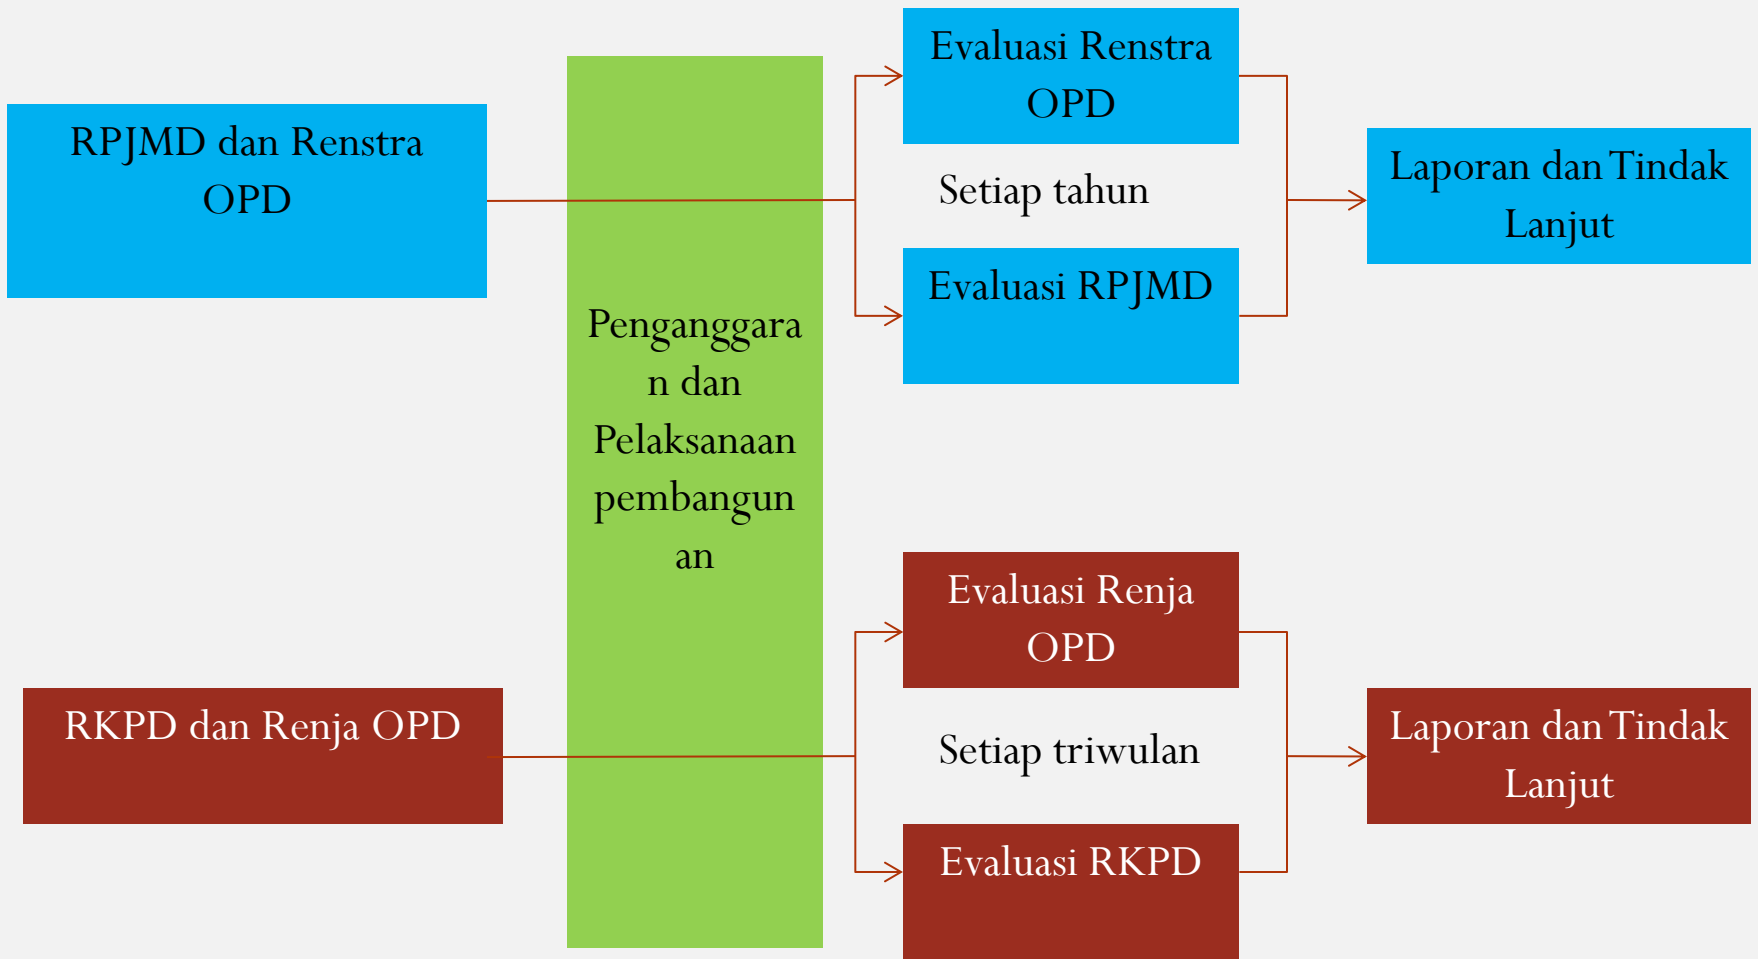 RPJMD dan Renstra
OPD
Penganggara
n dan
Pelaksanaan
pembangun
an
Evaluasi Renstra
OPD
Setiap tahun
Evaluasi RPJMD
Laporan dan Tindak
Lanjut
RKPD dan Renja OPD
Evaluasi Renja
OPD
Setiap triwulan
Evaluasi RKPD
Laporan dan Tindak
Lanjut